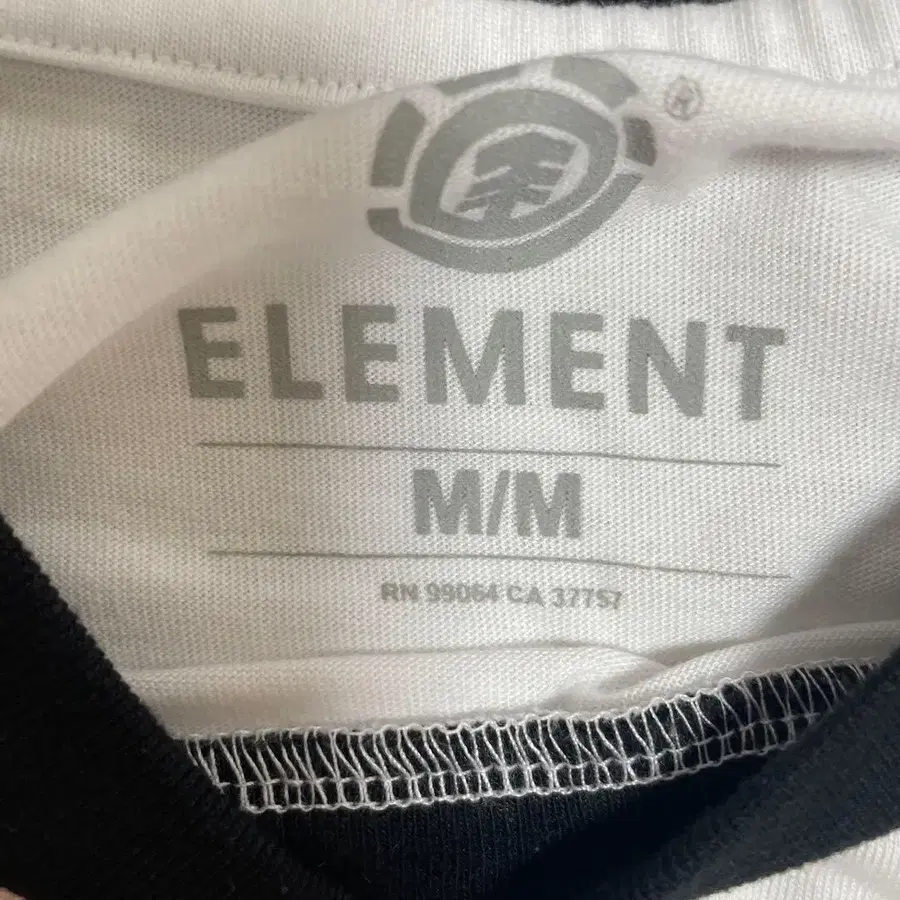 ®
ELEMENT
M/M
RN 99064 CA 37757